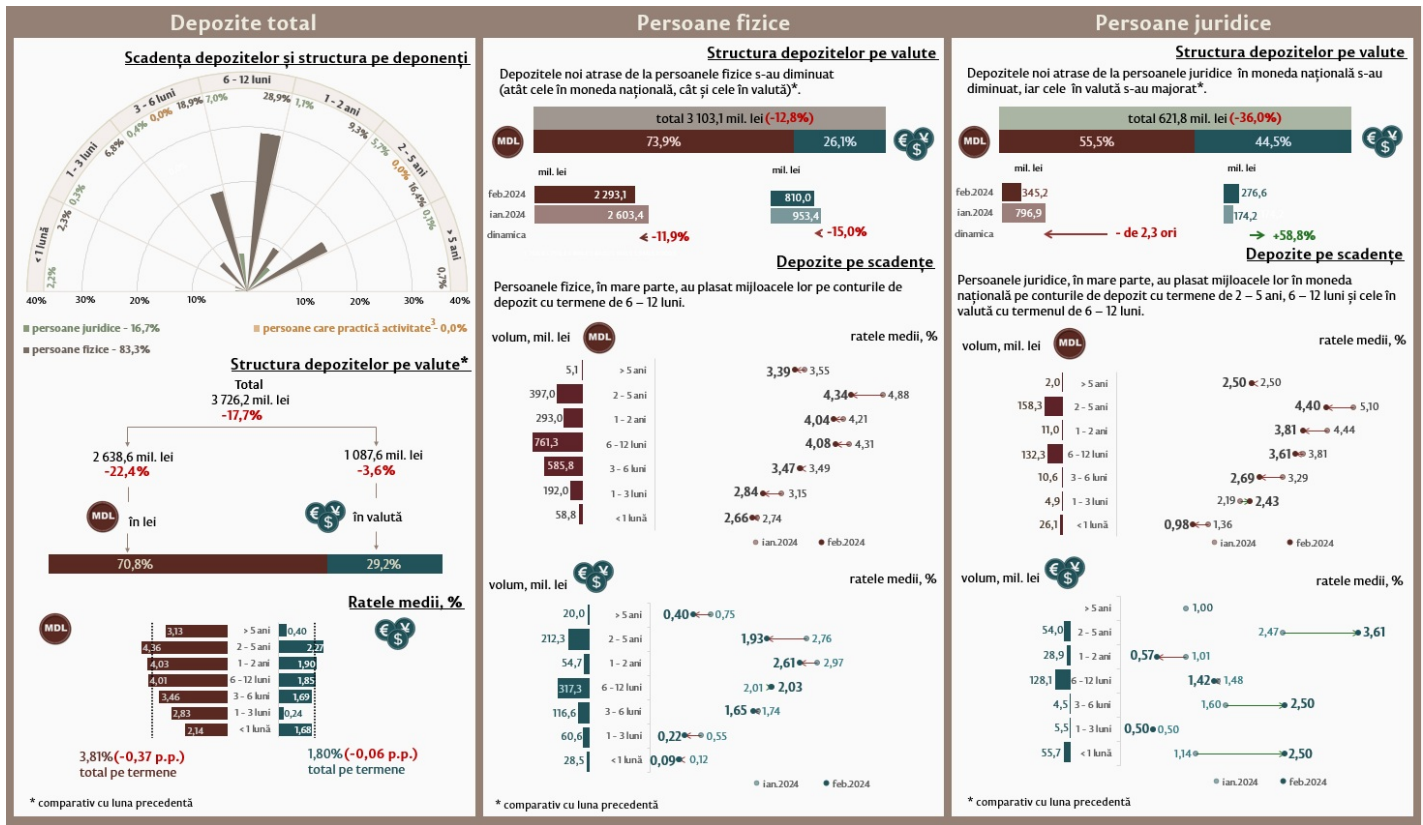 Depozite total
Scadența depozitelor și structura pe deponenți
< 1 lună
1 - 3 luni
3 - 6 luni
6 - 12 luni
1 - 2 ani
2 - 5 ani
> 5 ani
2,2%
2,3%
0,3%
6,8%
0,4%
0,0%
18,9%
7,0%
28,9%
1,1%
9,3%
5,7%
0,0%
16,4%
0,1%
0,7%
40% 30% 20% 10% 10% 20% 30% 40%
persoane juridice - 16,7%
persoane care practică activitate³- 0,0%
persoane fizice - 83,3%
Structura depozitelor pe valute*
Total
3 726,2 mil. lei
-17,7%
2 638,6 mil. lei
-22,4%
1 087,6 mil. lei
-3,6%
MDL
în lei
€ ¥ $
în valută
70,8% 29,2%
Ratele medii, %
MDL
€ ¥ $
3,13 > 5 ani 0,40
4,36 2 - 5 ani 2,27
4,03 1 - 2 ani 1,90
4,01 6 - 12 luni 1,85
3,46 3 - 6 luni 1,69
2,83 1 - 3 luni 0,24
2,14 < 1 lună 1,68
3,81%(-0,37 p.p.)
total pe termene
1,80%(-0,06 p.p.)
total pe termene
* comparativ cu luna precedentă
Persoane fizice
Structura depozitelor pe valute
Depozitele noi atrase de la persoanele fizice s-au diminuat
(atât cele în moneda națională, cât și cele în valută)*.
total 3 103,1 mil. lei (-12,8%)
MDL
73,9% 26,1%
€ ¥ $
mil. lei mil. lei
feb.2024 2 293,1 810,0
ian.2024 2 603,4 953,4
dinamica -11,9% -15,0%
Depozite pe scadențe
Persoanele fizice, în mare parte, au plasat mijloacele lor pe conturile de
depozit cu termene de 6 – 12 luni.
volum, mil. lei MDL ratele medii, %
5,1 > 5 ani 3,39 3,55
397,0 2 - 5 ani 4,34 4,88
293,0 1 - 2 ani 4,04 4,21
761,3 6 - 12 luni 4,08 4,31
585,8 3 - 6 luni 3,47 3,49
192,0 1 - 3 luni 2,84 3,15
58,8 < 1 lună 2,66 2,74
ian.2024 feb.2024
volum, mil. lei € ¥ $ ratele medii, %
20,0 > 5 ani 0,40 0,75
212,3 2 - 5 ani 1,93 2,76
54,7 1 - 2 ani 2,61 2,97
317,3 6 - 12 luni 2,01 2,03
116,6 3 - 6 luni 1,65 1,74
60,6 1 - 3 luni 0,22 0,55
28,5 < 1 lună 0,09 0,12
ian.2024 feb.2024
* comparativ cu luna precedentă
Persoane juridice
Structura depozitelor pe valute
Depozitele noi atrase de la persoanele juridice în moneda națională s-au
diminuat, iar cele în valută s-au majorat*.
total 621,8 mil. lei (-36,0%)
MDL
55,5% 44,5%
€ ¥ $
mil. lei mil. lei
feb.2024 345,2 276,6
ian.2024 796,9 174,2
dinamica - de 2,3 ori +58,8%
Depozite pe scadențe
Persoanele juridice, în mare parte, au plasat mijloacele lor în moneda
națională pe conturile de depozit cu termene de 2 – 5 ani, 6 – 12 luni și cele în
valută cu termenul de 6 – 12 luni.
volum, mil. lei MDL ratele medii, %
2,0 > 5 ani 2,50 2,50
158,3 2 - 5 ani 4,40 5,10
11,0 1 - 2 ani 3,81 4,44
132,3 6 - 12 luni 3,61 3,81
10,6 3 - 6 luni 2,69 3,29
4,9 1 - 3 luni 2,19 2,43
26,1 < 1 lună 0,98 1,36
ian.2024 feb.2024
volum, mil. lei € ¥ $ ratele medii, %
> 5 ani 1,00
54,0 2 - 5 ani 2,47 3,61
28,9 1 - 2 ani 0,57 1,01
128,1 6 - 12 luni 1,42 1,48
4,5 3 - 6 luni 1,60 2,50
5,5 1 - 3 luni 0,50 0,50
55,7 < 1 lună 1,14 2,50
ian.2024 feb.2024
* comparativ cu luna precedentă